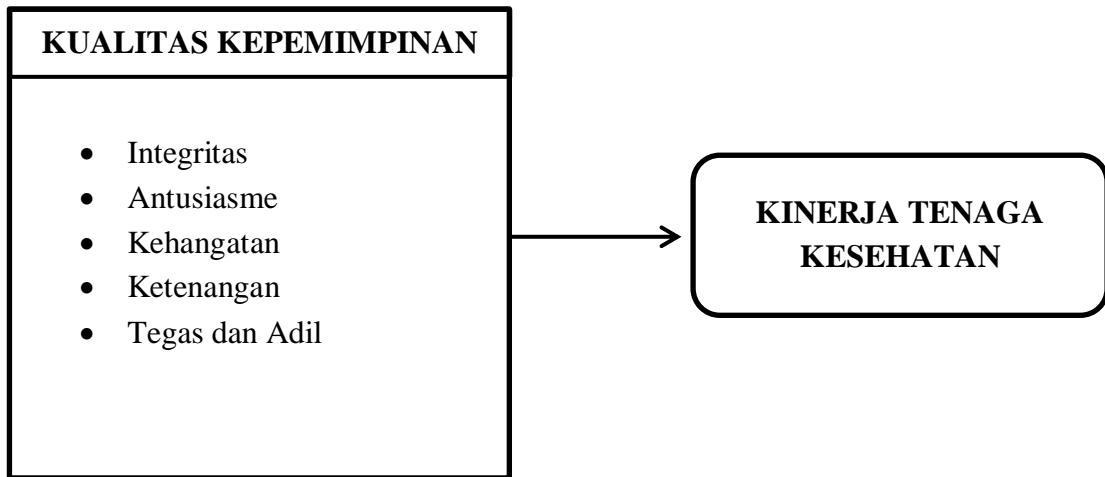 KUALITAS KEPEMIMPINAN
• Integritas
• Antusiasme
• Kehangatan
• Ketenangan
• Tegas dan Adil
KINERJA TENAGA
KESEHATAN